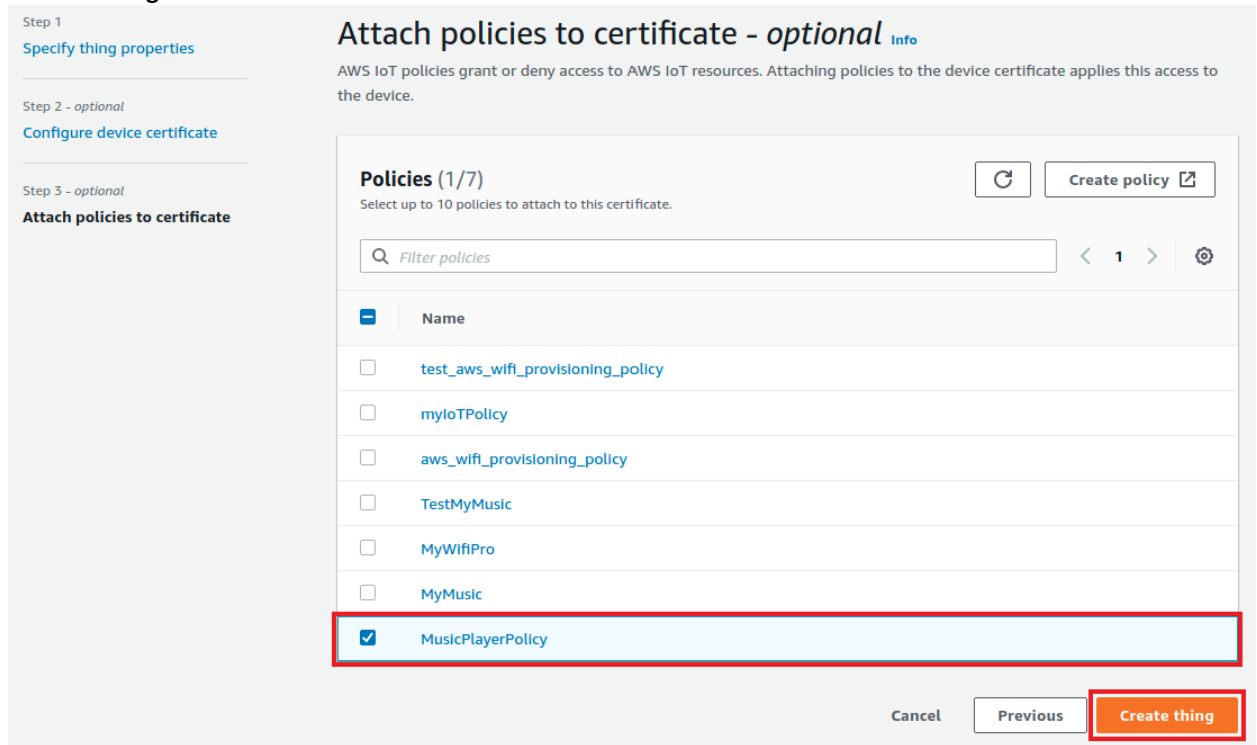 Step 1
Specify thing properties
Step 2 - optional
Configure device certificate
Step 3 - optional
Attach policies to certificate
Attach policies to certificate - optional Info
AWS IoT policies grant or deny access to AWS IoT resources. Attaching policies to the device certificate applies this access to
the device.
Policies (1/7)
Select up to 10 policies to attach to this certificate.
Create policy
Filter policies
1
Name
test_aws_wifi_provisioning_policy
myIoTPolicy
aws_wifi_provisioning_policy
TestMyMusic
MyWifiPro
MyMusic
MusicPlayerPolicy
Cancel
Previous
Create thing